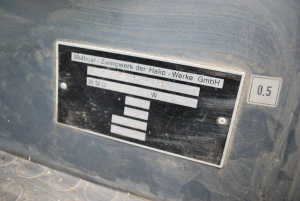 Multicar - Zweigwerk der Hako - Werke GmbH
W M U
W
0.5